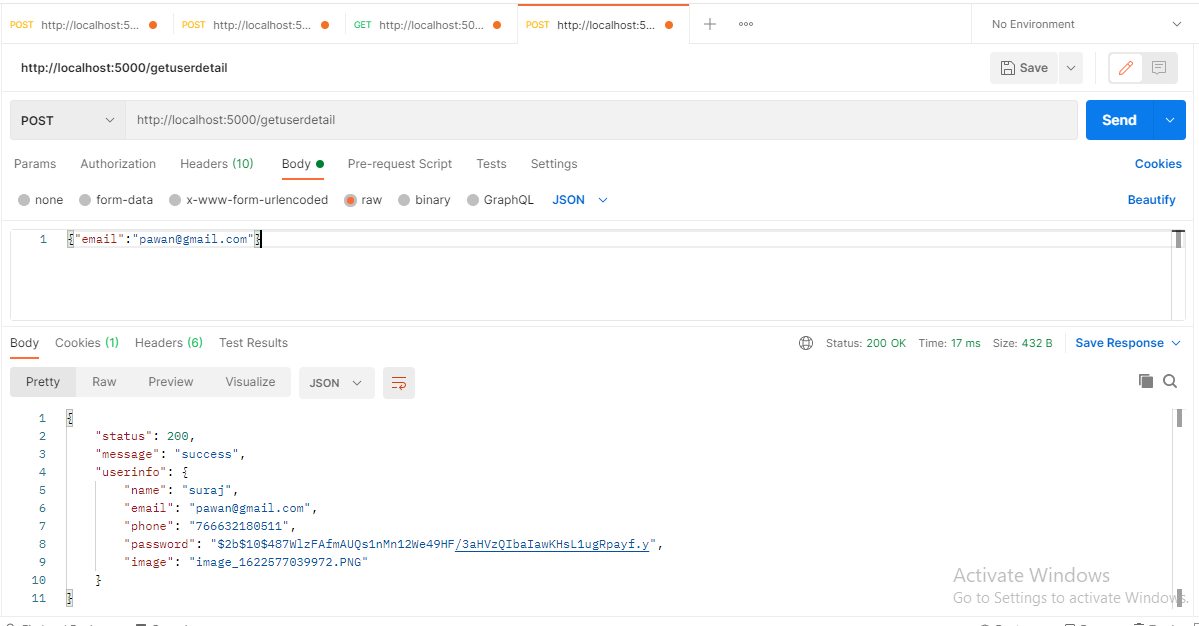 POST http://localhost:5... POST http://localhost:5... GET http://localhost:50... POST http://localhost:5... No Environment
http://localhost:5000/getuserdetail Save
POST http://localhost:5000/getuserdetail Send
Params Authorization Headers (10) Body Pre-request Script Tests Settings Cookies
none form-data x-www-form-urlencoded raw binary GraphQL JSON Beautify
1 {"email":"pawan@gmail.com"}
Body Cookies (1) Headers (6) Test Results Status: 200 OK Time: 17 ms Size: 432 B Save Response
Pretty Raw Preview Visualize JSON
1 {
2 "status": 200,
3 "message": "success",
4 "userinfo": {
5 "name": "suraj",
6 "email": "pawan@gmail.com",
7 "phone": "766632180511",
8 "password": "$2b$10$487WlzFAfmAUQs1nMn12We49HF/3aHVzQIbaIawKHsL1ugRpayf.y",
9 "image": "image_1622577039972.PNG"
10 }
11 }
Activate Windows
Go to Settings to activate Windows.